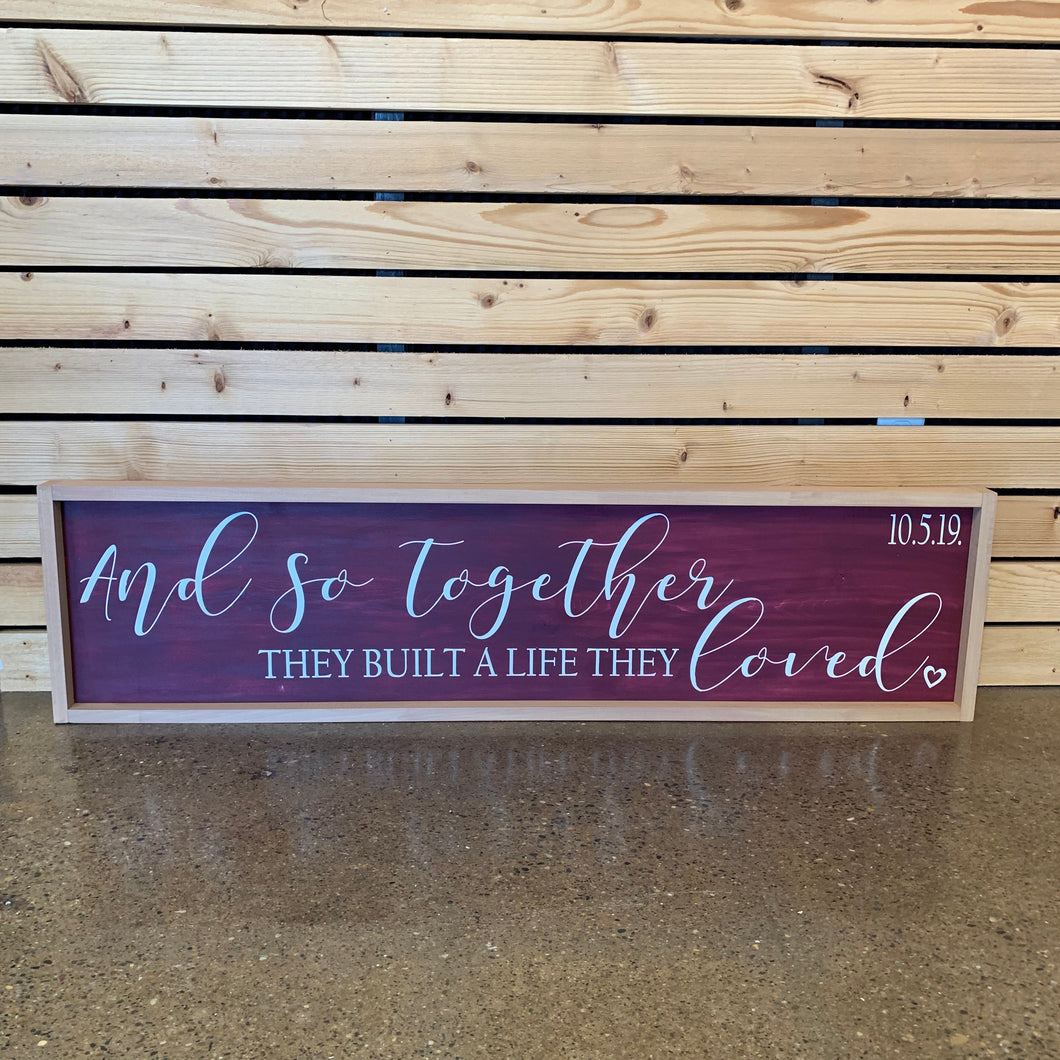 10.5.19.
And so together
THEY BUILT A LIFE THEY loved.